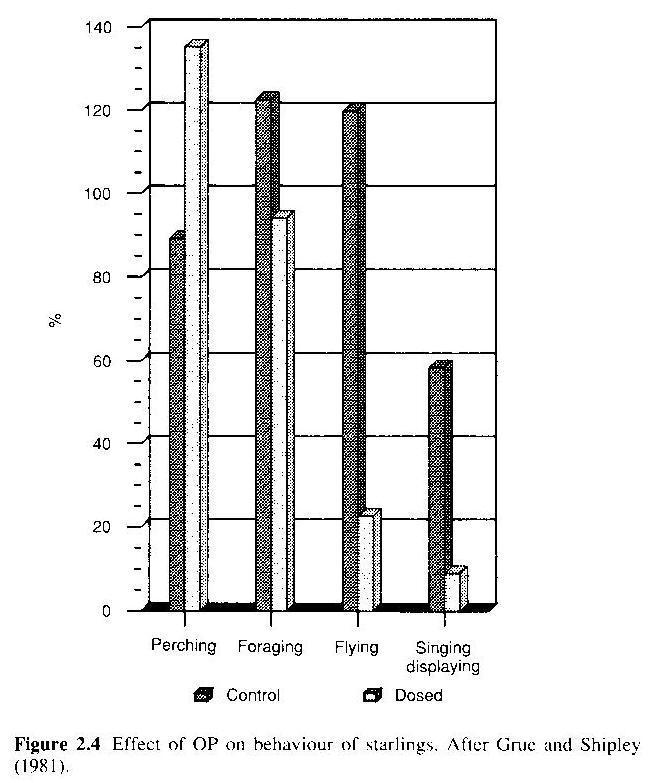 140
120
100
80
60
40
20
0
%
Perching Foraging Flying Singing
displaying
Control Dosed
Figure 2.4 Effect of OP on behaviour of starlings. After Grue and Shipley
(1981).